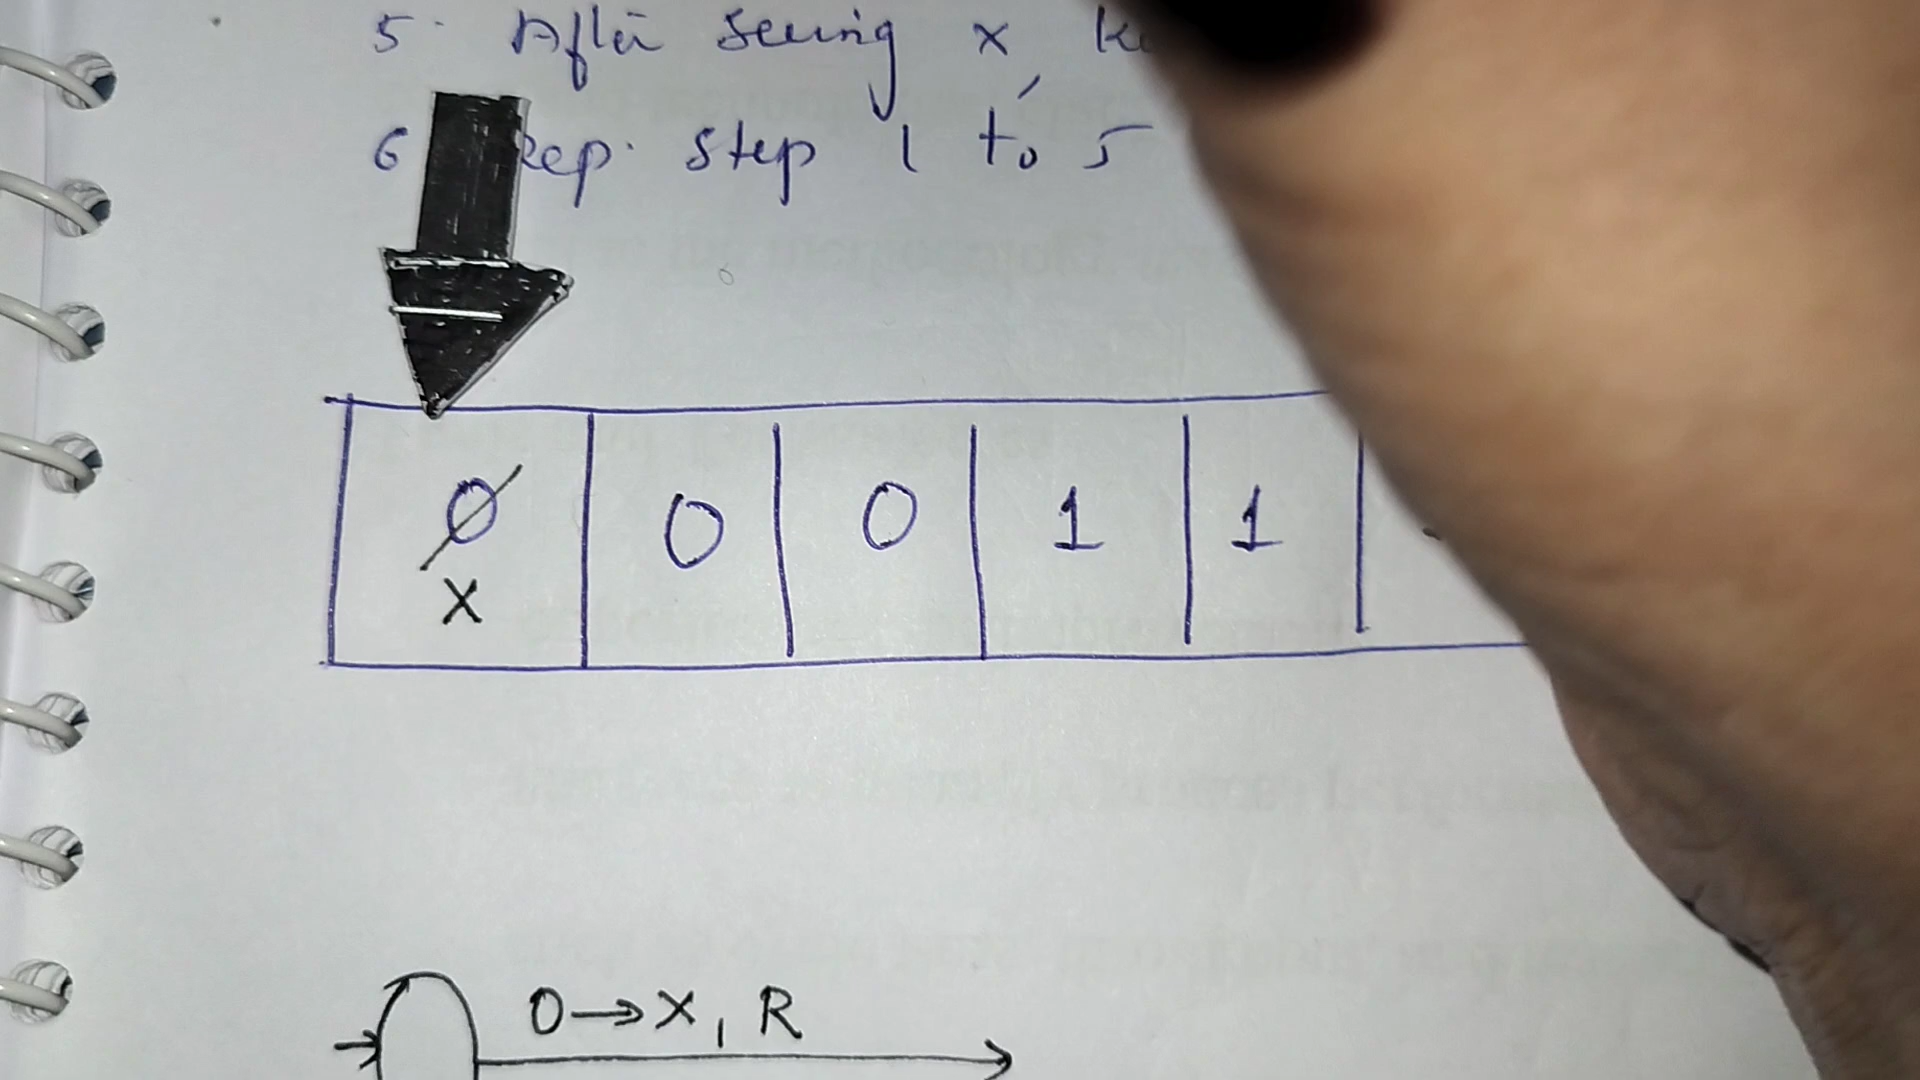 5. After seeing x,
6 Rep. step 1 to 5
0 0 0 1 1
x
0→X, R